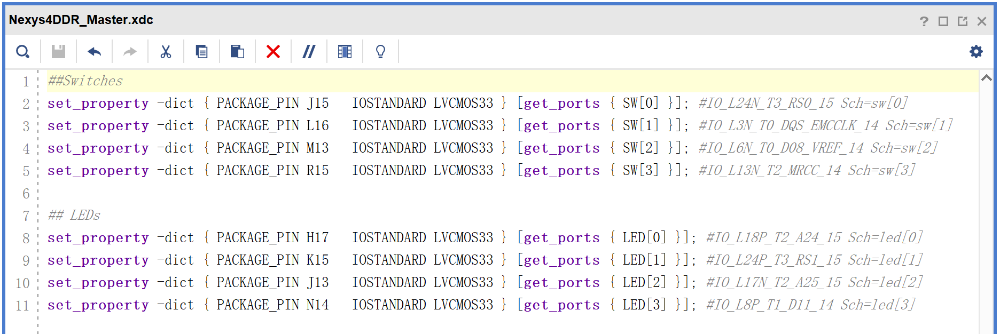 Nexys4DDR_Master.xdc
1 ##Switches
2 set_property -dict { PACKAGE_PIN J15   IOSTANDARD LVCMOS33 } [get_ports { SW[0] }]; #IO_L24N_T3_RS0_15 Sch=sw[0]
3 set_property -dict { PACKAGE_PIN L16   IOSTANDARD LVCMOS33 } [get_ports { SW[1] }]; #IO_L3N_T0_DQS_EMCCLK_14 Sch=sw[1]
4 set_property -dict { PACKAGE_PIN M13   IOSTANDARD LVCMOS33 } [get_ports { SW[2] }]; #IO_L6N_T0_D08_VREF_14 Sch=sw[2]
5 set_property -dict { PACKAGE_PIN R15   IOSTANDARD LVCMOS33 } [get_ports { SW[3] }]; #IO_L13N_T2_MRCC_14 Sch=sw[3]
6
7 ## LEDs
8 set_property -dict { PACKAGE_PIN H17   IOSTANDARD LVCMOS33 } [get_ports { LED[0] }]; #IO_L18P_T2_A24_15 Sch=led[0]
9 set_property -dict { PACKAGE_PIN K15   IOSTANDARD LVCMOS33 } [get_ports { LED[1] }]; #IO_L24P_T3_RS1_15 Sch=led[1]
10 set_property -dict { PACKAGE_PIN J13   IOSTANDARD LVCMOS33 } [get_ports { LED[2] }]; #IO_L17N_T2_A25_15 Sch=led[2]
11 set_property -dict { PACKAGE_PIN N14   IOSTANDARD LVCMOS33 } [get_ports { LED[3] }]; #IO_L8P_T1_D11_14 Sch=led[3]